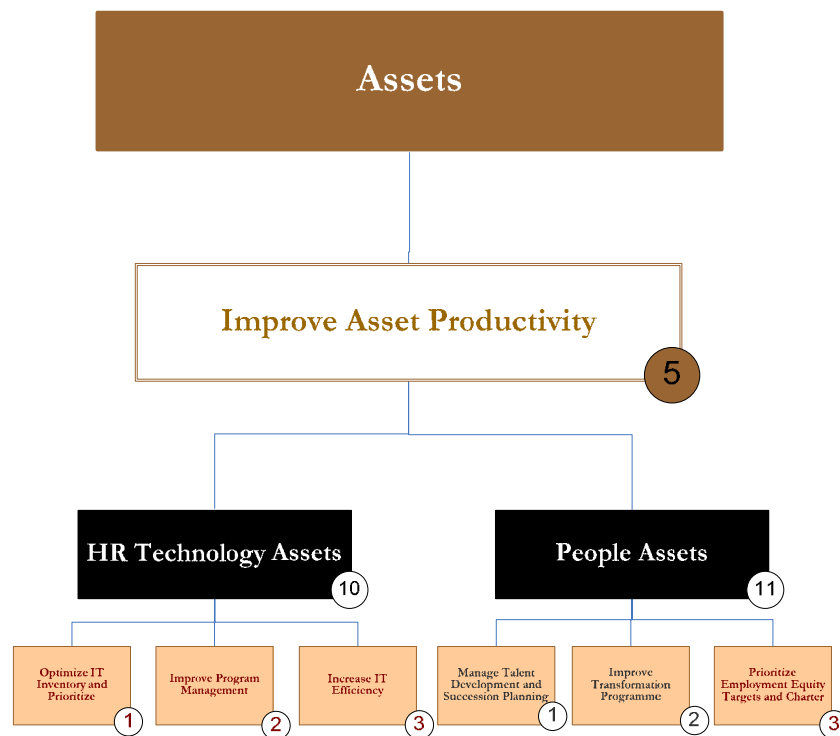 Assets
Improve Asset Productivity
5
HR Technology Assets
10
People Assets
11
Optimize IT
Inventory and
Prioritize
1
Improve Program
Management
2
Increase IT
Efficiency
3
Manage Talent
Development and
Succession Planning
1
Improve
Transformation
Programme
2
Prioritize
Employment Equity
Targets and Charter
3